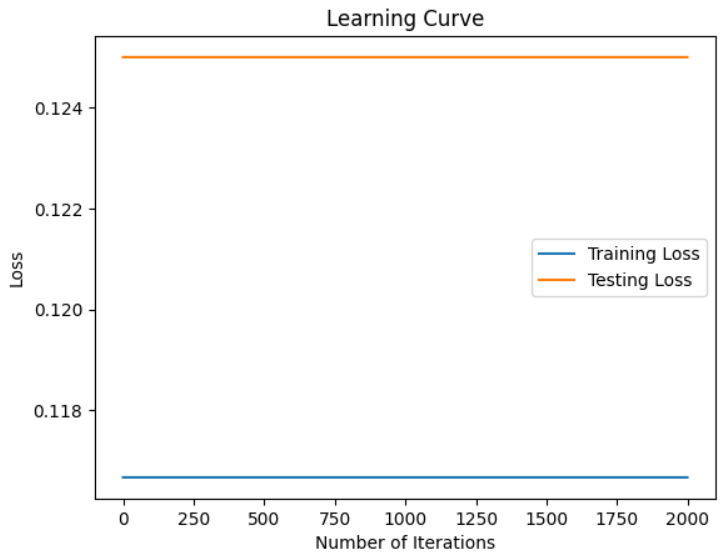 Learning Curve
0.124
0.122
0.120
0.118
Loss
Training Loss
Testing Loss
0 250 500 750 1000 1250 1500 1750 2000
Number of Iterations